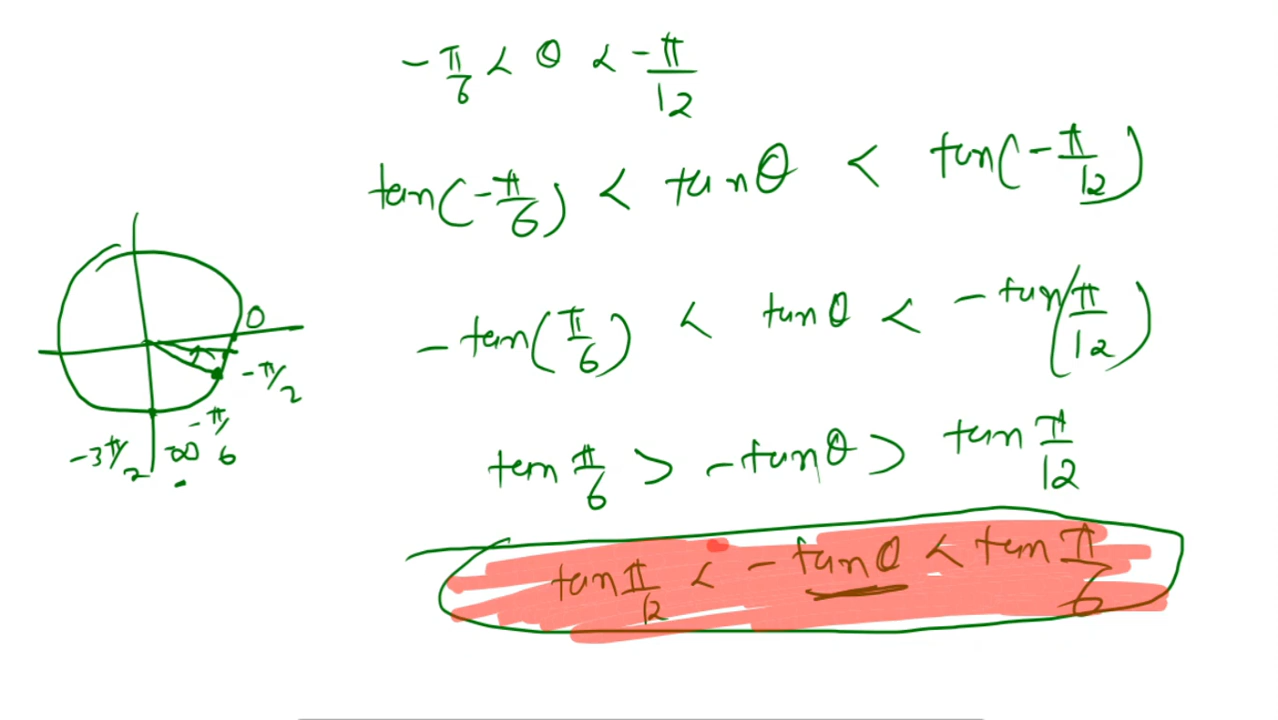 -π/6 < θ < -π/12
tan(-π/6) < tanθ < tan(-π/12)
-tan(π/6) < tanθ < -tan(π/12)
tan π/6 > -tanθ > tan π/12
tan π/12 < -tanθ < tan π/6
0
-π/2
-π/6
-3π/2 ∞